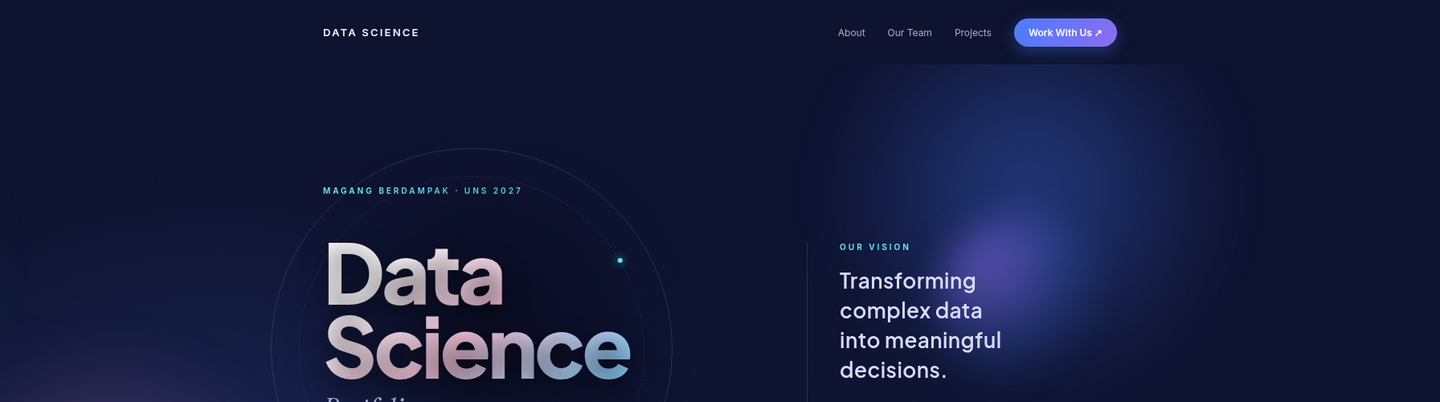 DATA SCIENCE
About
Our Team
Projects
Work With Us ↗
MAGANG BERDAMPAK · UNS 2027
Data
Science
OUR VISION
Transforming
complex data
into meaningful
decisions.